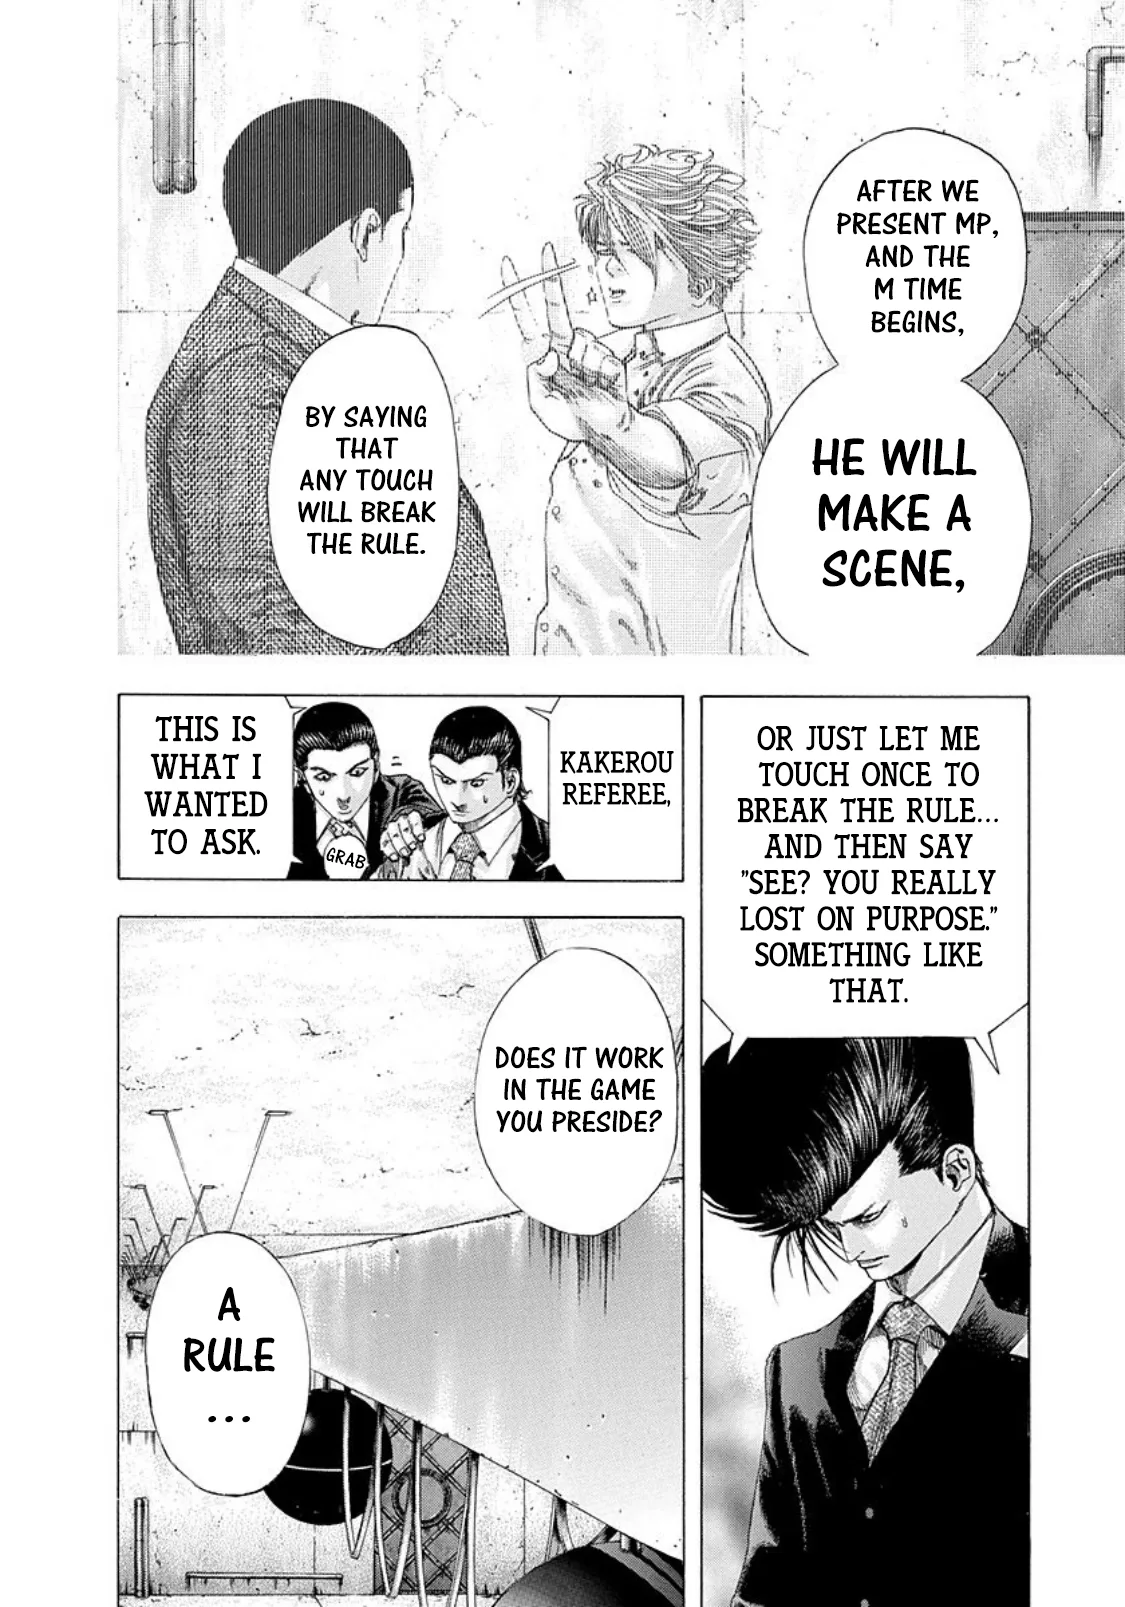 AFTER WE
PRESENT MP,
AND THE
M TIME
BEGINS,
HE WILL
MAKE A
SCENE,
BY SAYING
THAT
ANY TOUCH
WILL BREAK
THE RULE.
OR JUST LET ME
TOUCH ONCE TO
BREAK THE RULE...
AND THEN SAY
"SEE? YOU REALLY
LOST ON PURPOSE."
SOMETHING LIKE
THAT.
KAKEROU
REFEREE,
GRAB
THIS IS
WHAT I
WANTED
TO ASK.
DOES IT WORK
IN THE GAME
YOU PRESIDE?
A
RULE
...